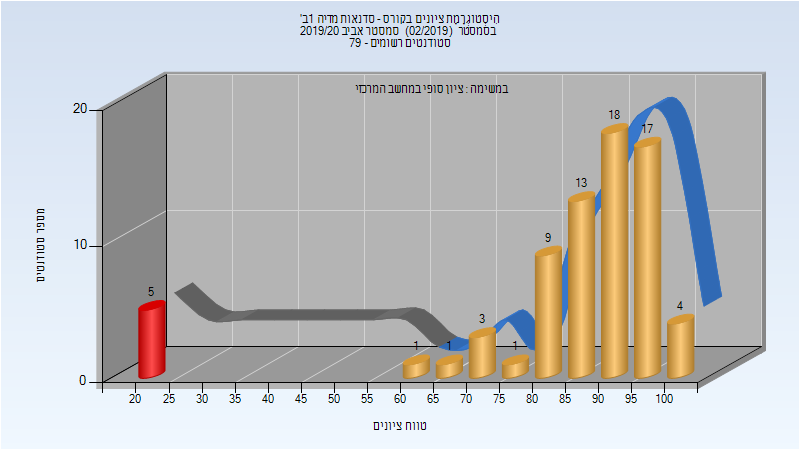 היסטוגרמת ציונים בקורס - סדנאות מדיה 1ב'
בסמסטר (02/2019) סמסטר אביב 2019/20
סטודנטים רשומים - 79
במשימה : ציון סופי במחשב המרכזי
מספר סטודנטים
20
10
0
5
1
1
3
1
9
13
18
17
4
20 25 30 35 40 45 50 55 60 65 70 75 80 85 90 95 100
טווח ציונים